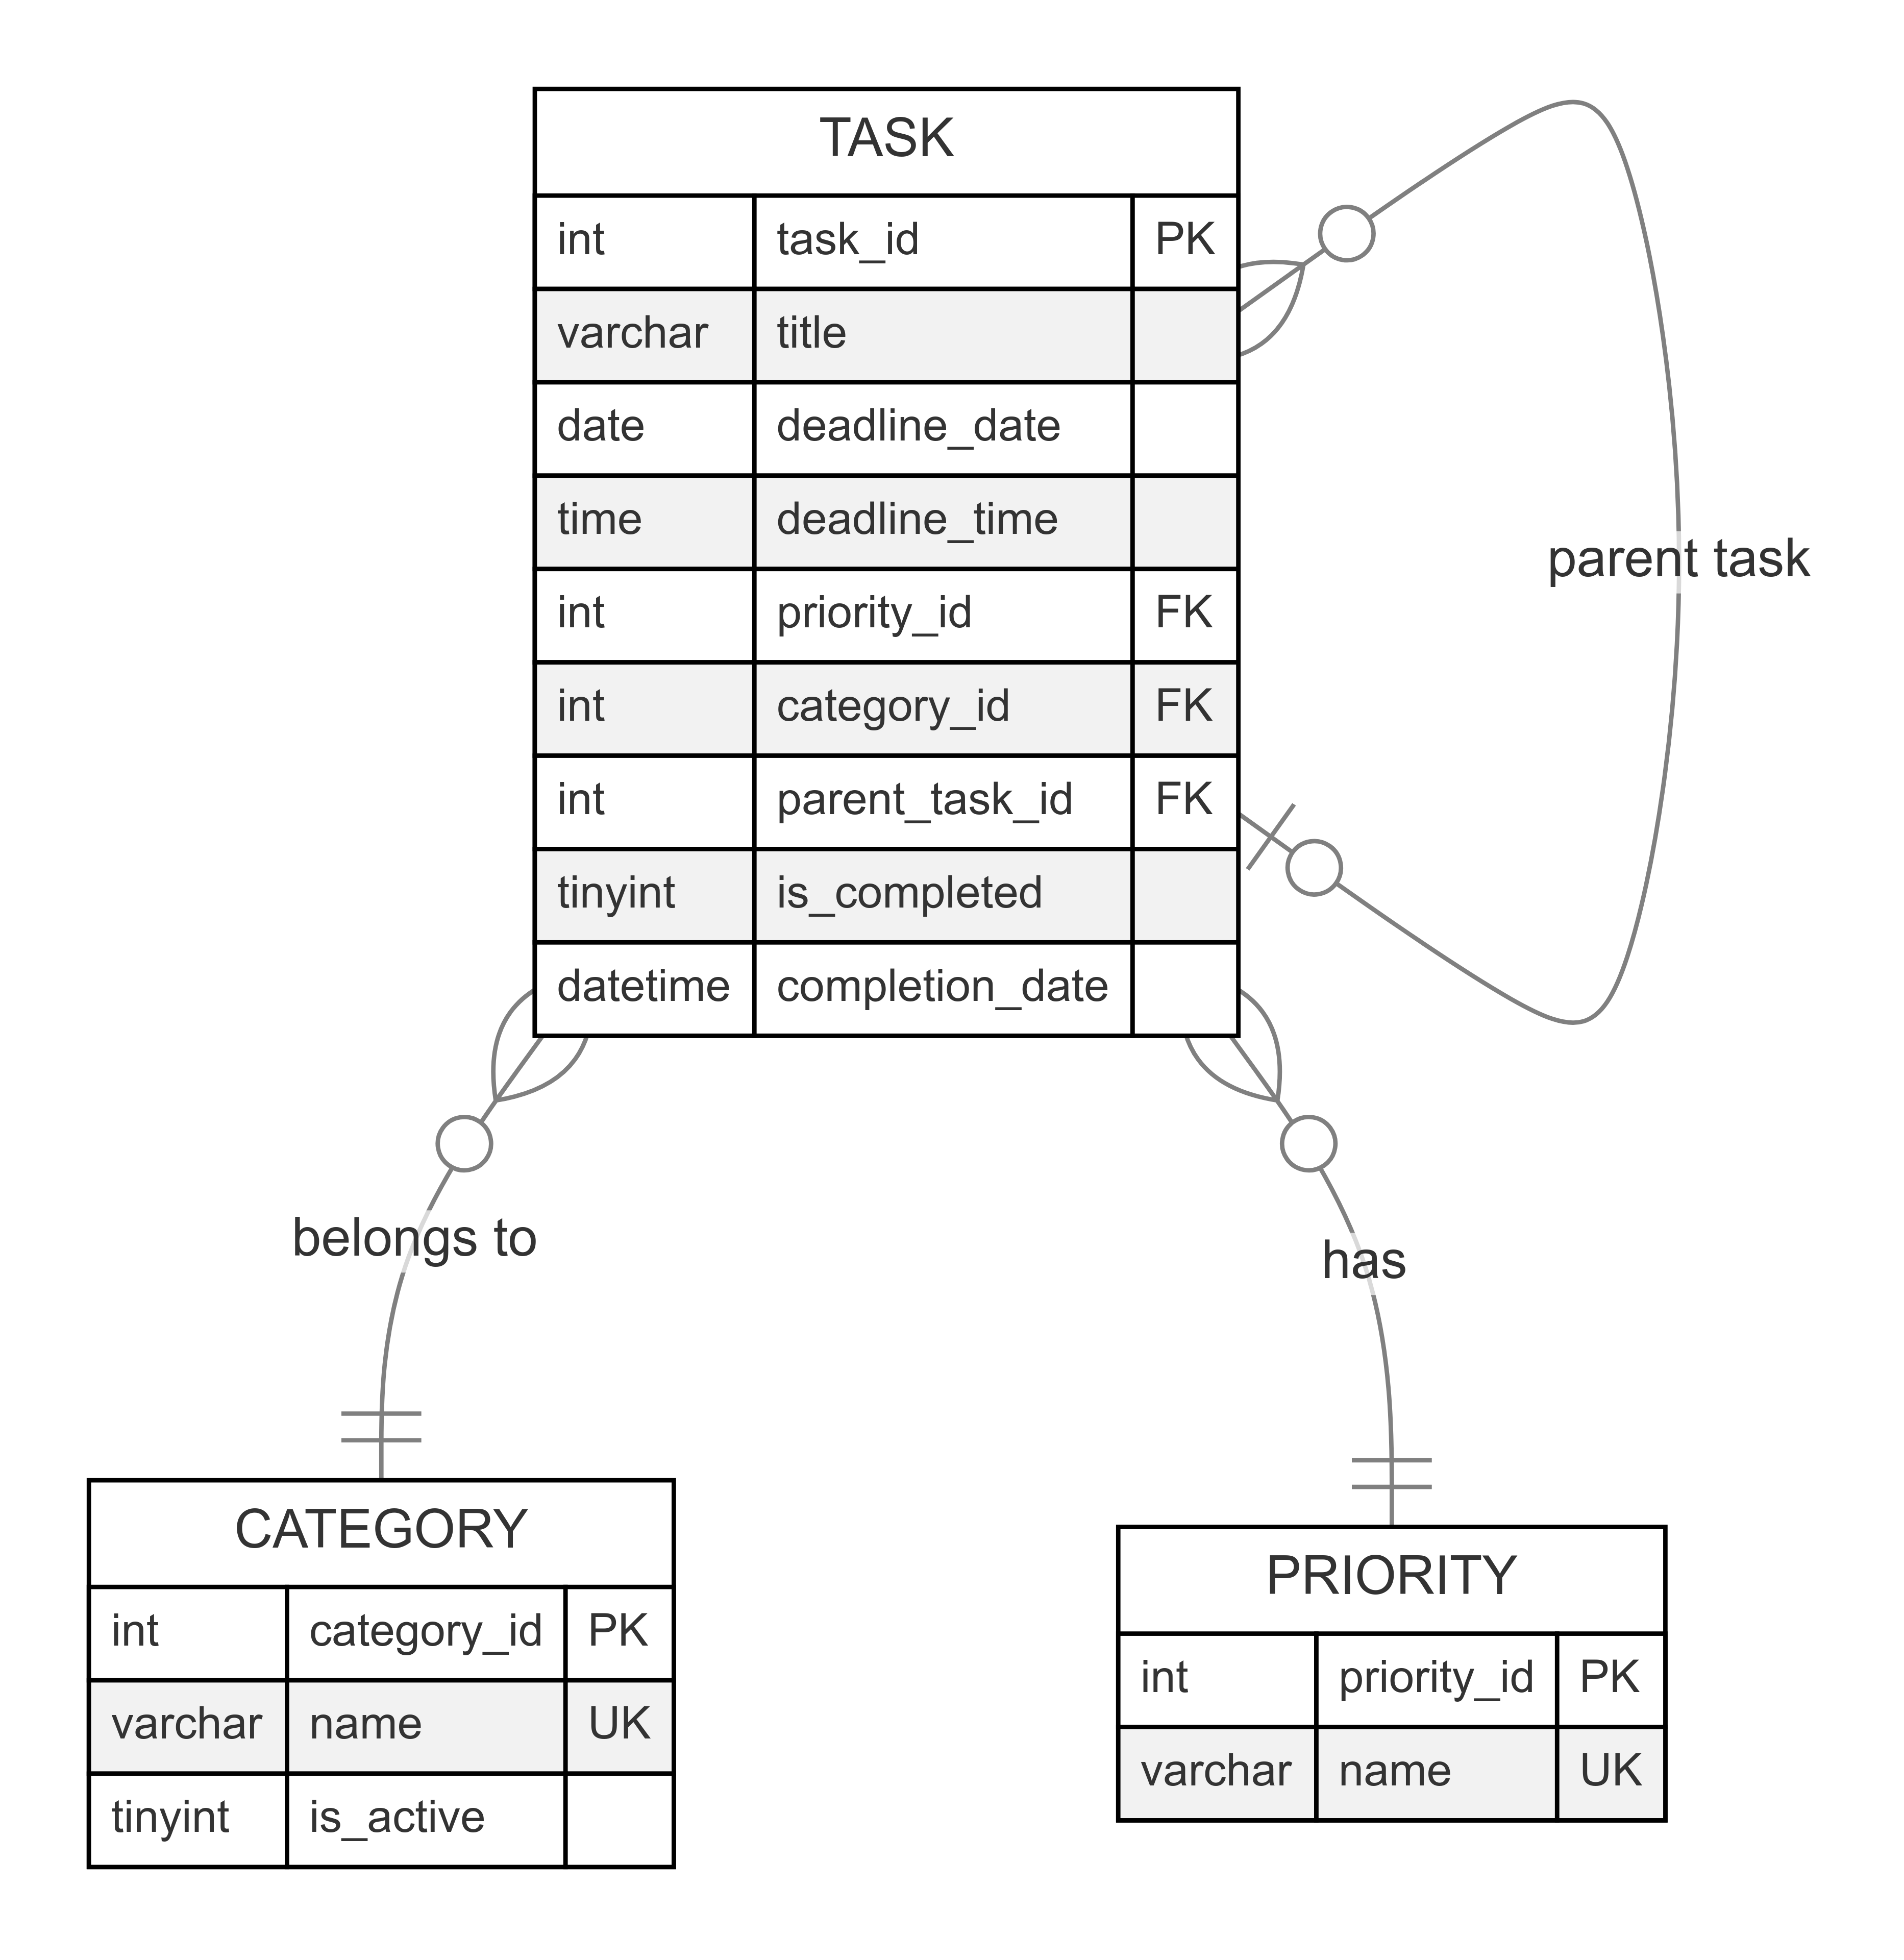 TASK
int task_id PK
varchar title
date deadline_date
time deadline_time
int priority_id FK
int category_id FK
int parent_task_id FK
tinyint is_completed
datetime completion_date
parent task
belongs to
has
CATEGORY
int category_id PK
varchar name UK
tinyint is_active
PRIORITY
int priority_id PK
varchar name UK